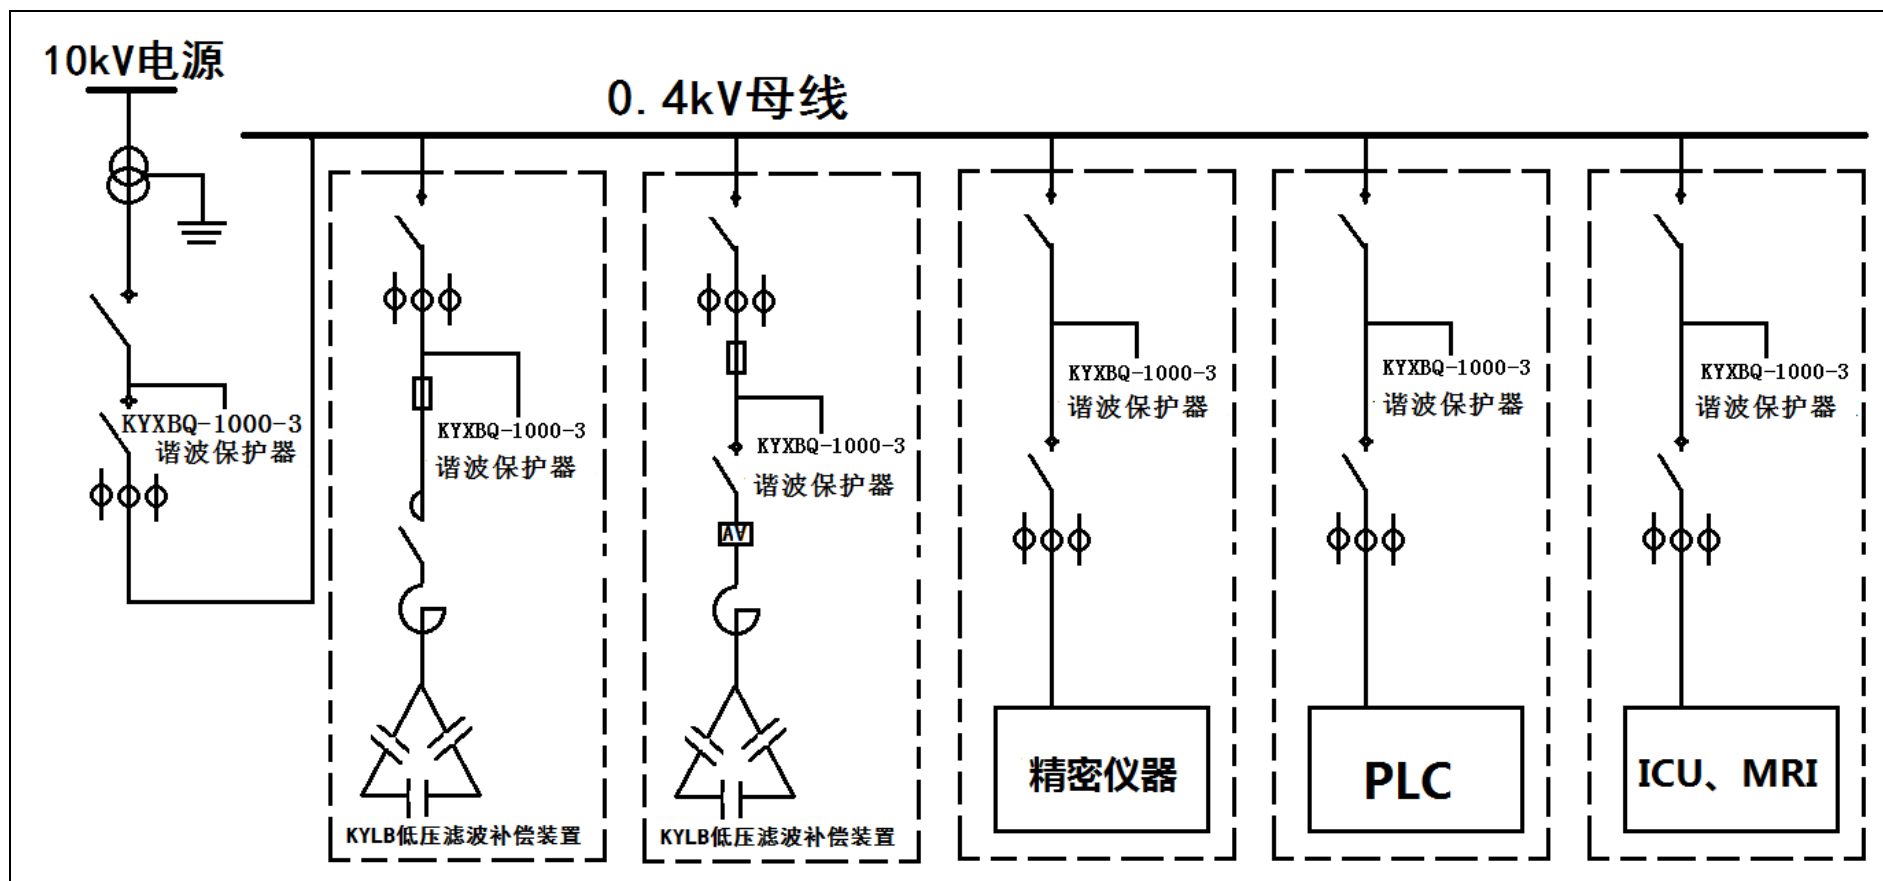 10kV电源
0.4kV母线
KYXBQ-1000-3
谐波保护器
KYXBQ-1000-3
谐波保护器
KYLB低压滤波补偿装置
KYXBQ-1000-3
谐波保护器
AV
KYLB低压滤波补偿装置
KYXBQ-1000-3
谐波保护器
精密仪器
KYXBQ-1000-3
谐波保护器
PLC
KYXBQ-1000-3
谐波保护器
ICU、MRI